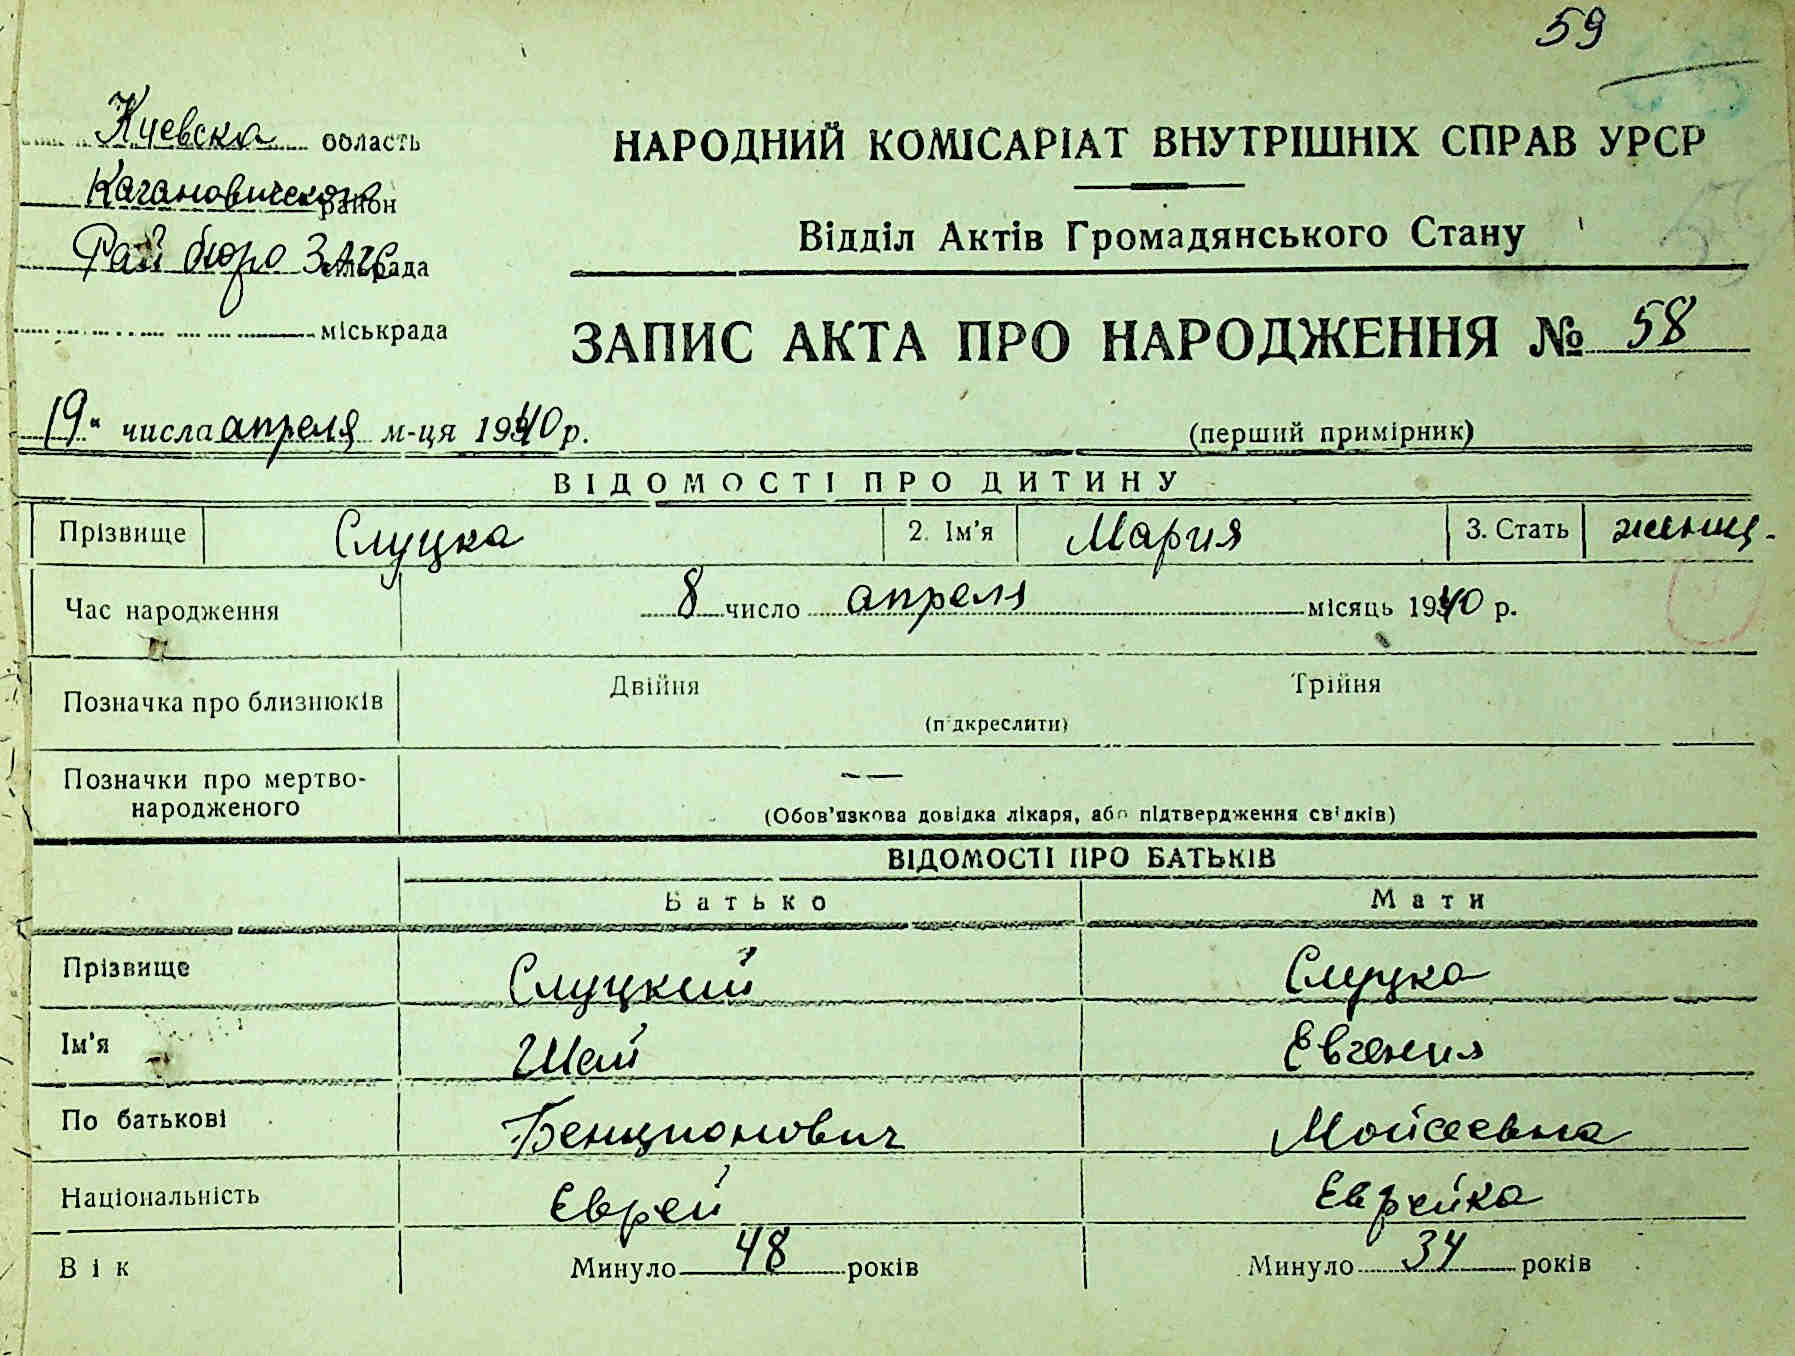 59
Киевска область
НАРОДНИЙ КОМІСАРІАТ ВНУТРІШНІХ СПРАВ УРСР
Кагановический район
Рай бюро ЗАГС сільрада
Відділ Актів Громадянського Стану
міськрада
ЗАПИС АКТА ПРО НАРОДЖЕННЯ № 58
19" числа апреля м-ця 1940 р.
(перший примірник)
ВІДОМОСТІ ПРО ДИТИНУ
Прізвище Слуцка 2. Ім'я Мария 3. Стать женщ.
Час народження 8 число апреля місяць 1940 р.
Позначка про близнюків Двійня Трійня
(підкреслити)
Позначки про мертво-
народженого —
(Обов'язкова довідка лікаря, або підтвердження свідків)
ВІДОМОСТІ ПРО БАТЬКІВ
Батько Мати
Прізвище Слуцкий Слуцка
Ім'я Шай Евгения
По батькові Бенционович Мойсеевна
Національність Еврей Еврейка
Вік Минуло 48 років Минуло 34 років